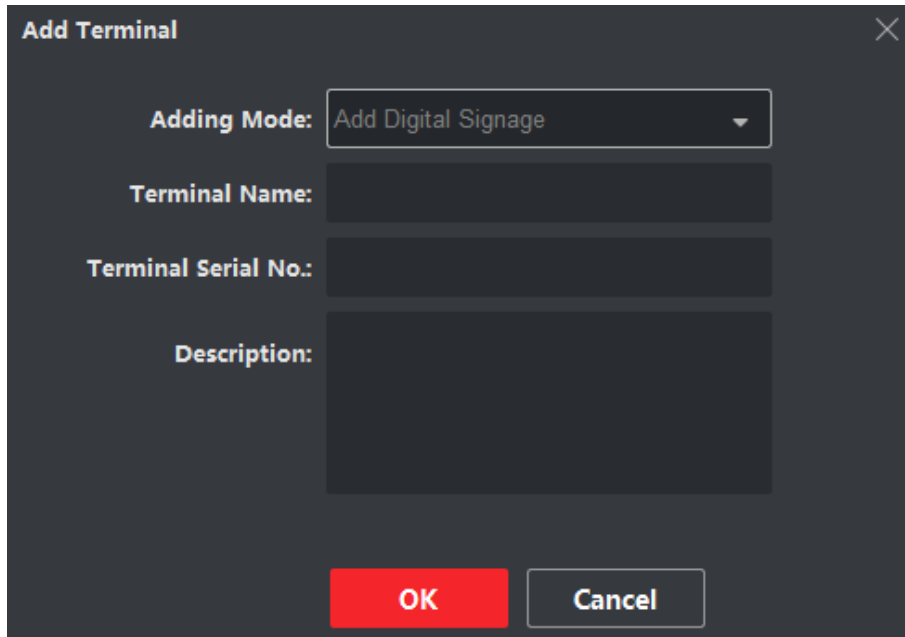 Add Terminal
Adding Mode: Add Digital Signage
Terminal Name:
Terminal Serial No.:
Description:
OK Cancel